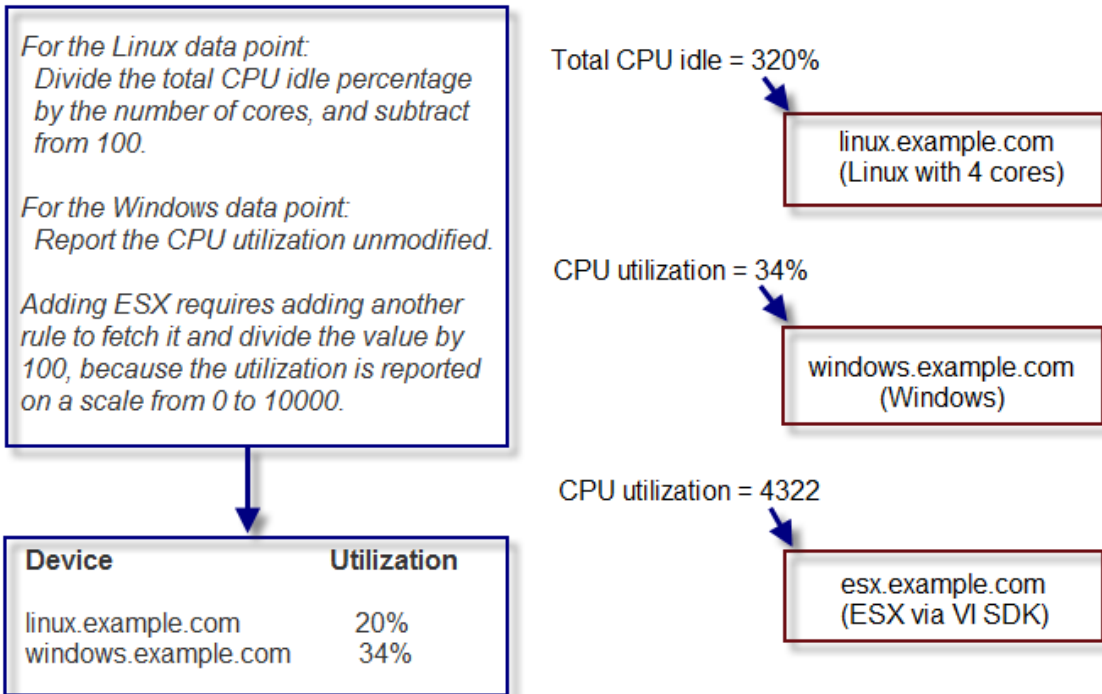 For the Linux data point:
Divide the total CPU idle percentage
by the number of cores, and subtract
from 100.
For the Windows data point:
Report the CPU utilization unmodified.
Adding ESX requires adding another
rule to fetch it and divide the value by
100, because the utilization is reported
on a scale from 0 to 10000.
Device Utilization
linux.example.com 20%
windows.example.com 34%
Total CPU idle = 320%
linux.example.com
(Linux with 4 cores)
CPU utilization = 34%
windows.example.com
(Windows)
CPU utilization = 4322
esx.example.com
(ESX via VI SDK)